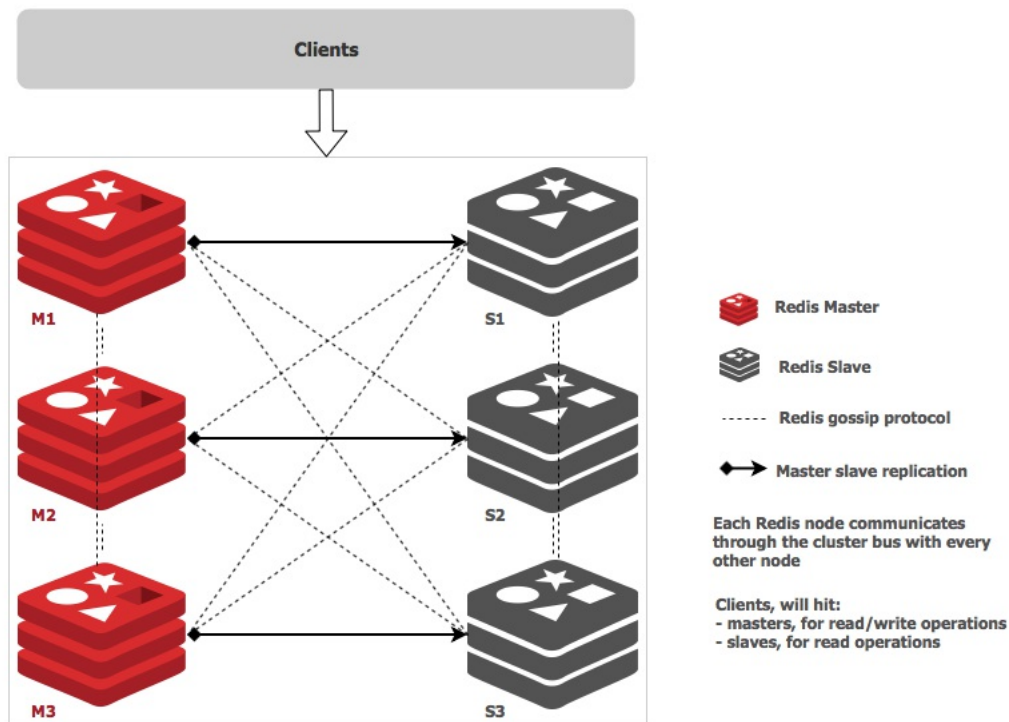 Clients
M1
S1
M2
S2
M3
S3
Redis Master
Redis Slave
Redis gossip protocol
Master slave replication
Each Redis node communicates
through the cluster bus with every
other node
Clients, will hit:
- masters, for read/write operations
- slaves, for read operations